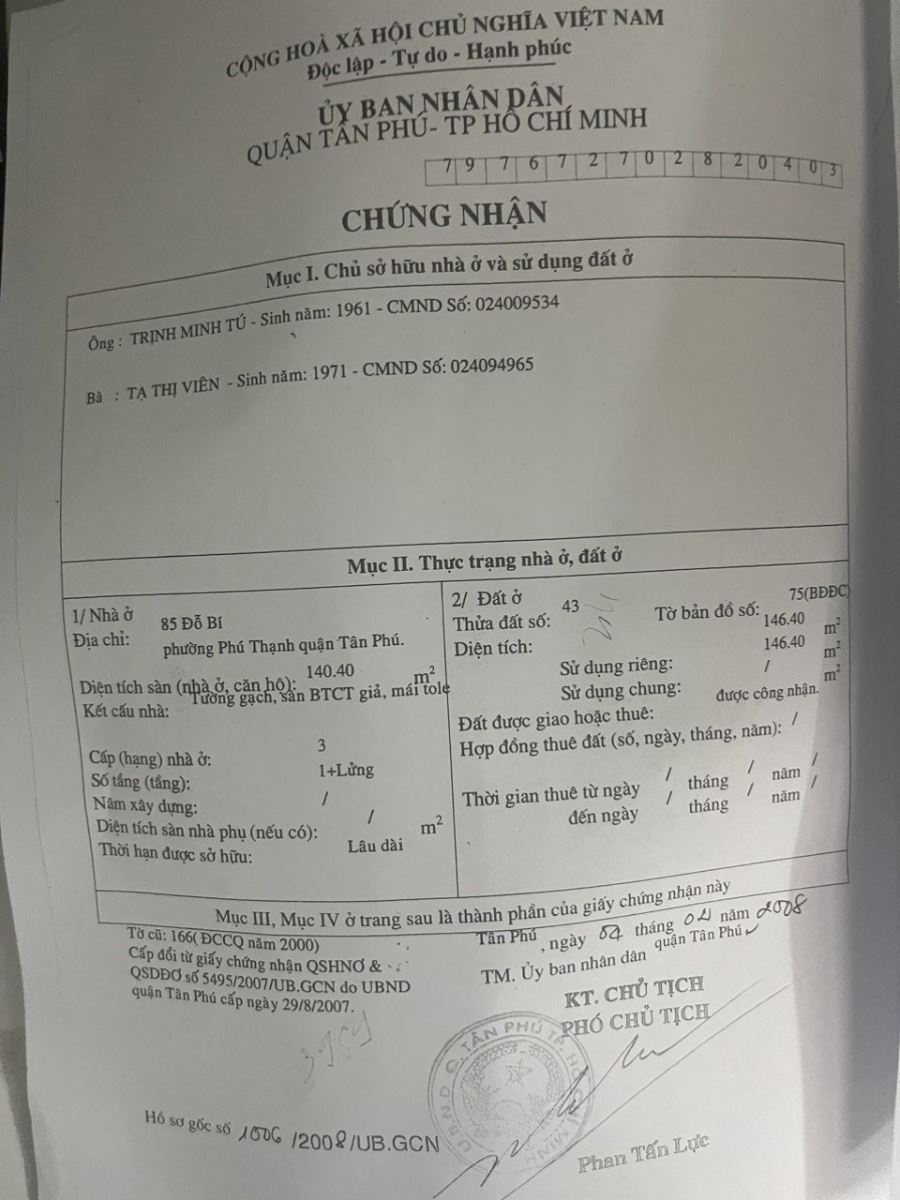 CỘNG HOÀ XÃ HỘI CHỦ NGHĨA VIỆT NAM
Độc lập - Tự do - Hạnh phúc
ỦY BAN NHÂN DÂN
QUẬN TÂN PHÚ- TP HỒ CHÍ MINH
7 9 7 6 7 2 7 0 2 8 2 0 4 0 3
CHỨNG NHẬN
Mục I. Chủ sở hữu nhà ở và sử dụng đất ở
Ông : TRỊNH MINH TÚ - Sinh năm: 1961 - CMND Số: 024009534
Bà : TẠ THỊ VIÊN - Sinh năm: 1971 - CMND Số: 024094965
Mục II. Thực trạng nhà ở, đất ở
1/ Nhà ở
Địa chỉ: 85 Đỗ Bí
phường Phú Thạnh quận Tân Phú.
Diện tích sàn (nhà ở, căn hộ): 140.40 m²
Kết cấu nhà: Tường gạch, sàn BTCT giả, mái tole
Cấp (hạng) nhà ở: 3
Số tầng (tầng): 1+Lửng
Năm xây dựng: /
Diện tích sàn nhà phụ (nếu có): / m²
Thời hạn được sở hữu: Lâu dài
2/ Đất ở
Thửa đất số: 43 Tờ bản đồ số: 75(BĐĐC)
Diện tích: 146.40 m²
Sử dụng riêng: 146.40 m²
Sử dụng chung: / m²
Đất được giao hoặc thuê: được công nhận.
Hợp đồng thuê đất (số, ngày, tháng, năm): /
Thời gian thuê từ ngày / tháng / năm /
đến ngày / tháng / năm /
Mục III, Mục IV ở trang sau là thành phần của giấy chứng nhận này
Tờ cũ: 166( ĐCCQ năm 2000)
Cấp đổi từ giấy chứng nhận QSHNƠ &
QSDĐƠ số 5495/2007/UB.GCN do UBND
quận Tân Phú cấp ngày 29/8/2007.
Hồ sơ gốc số 1006 /2008/UB.GCN
Tân Phú , ngày 04 tháng 04 năm 2008
TM. Ủy ban nhân dân quận Tân Phú
KT. CHỦ TỊCH
PHÓ CHỦ TỊCH
U.B.N.D Q. TÂN PHÚ T.P HỒ CHÍ MINH
Phan Tấn Lực